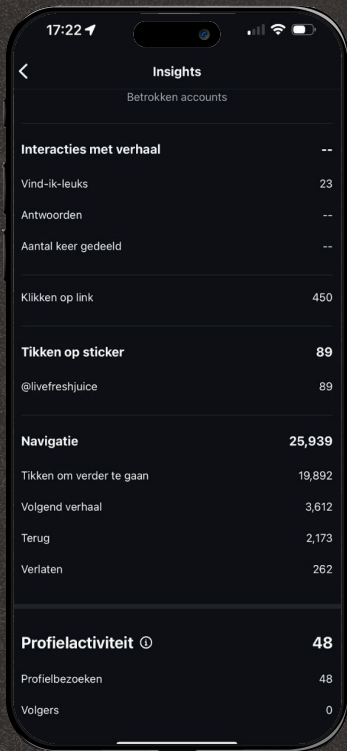 17:22
Insights
Betrokken accounts
Interacties met verhaal --
Vind-ik-leuks 23
Antwoorden --
Aantal keer gedeeld --
Klikken op link 450
Tikken op sticker 89
@livefreshjuice 89
Navigatie 25,939
Tikken om verder te gaan 19,892
Volgend verhaal 3,612
Terug 2,173
Verlaten 262
Profielactiviteit 48
Profielbezoeken 48
Volgers 0